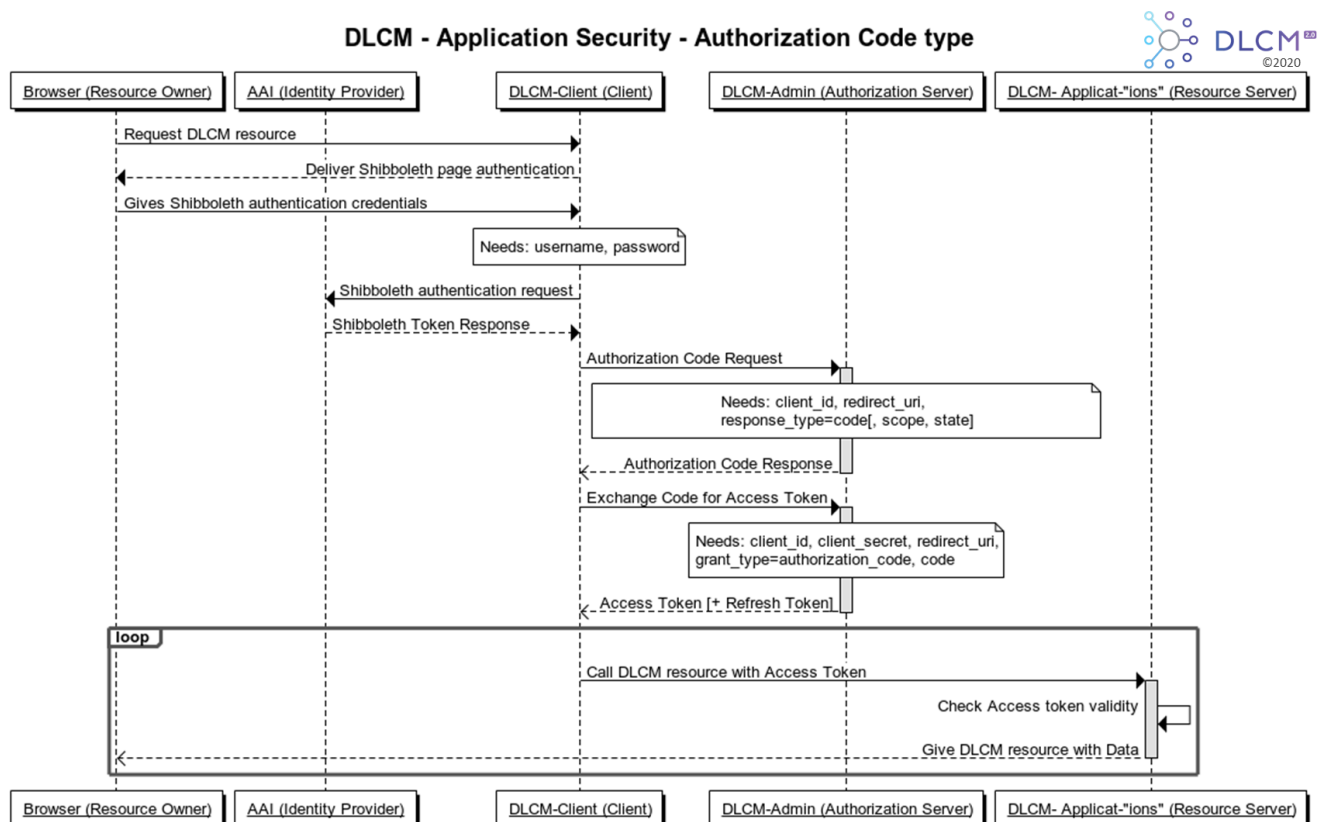 DLCM - Application Security - Authorization Code type
DLCM 2.0
©2020
Browser (Resource Owner)
AAI (Identity Provider)
DLCM-Client (Client)
DLCM-Admin (Authorization Server)
DLCM- Applicat-"ions" (Resource Server)
Request DLCM resource
Deliver Shibboleth page authentication
Gives Shibboleth authentication credentials
Needs: username, password
Shibboleth authentication request
Shibboleth Token Response
Authorization Code Request
Needs: client_id, redirect_uri,
response_type=code[, scope, state]
Authorization Code Response
Exchange Code for Access Token
Needs: client_id, client_secret, redirect_uri,
grant_type=authorization_code, code
Access Token [+ Refresh Token]
loop
Call DLCM resource with Access Token
Check Access token validity
Give DLCM resource with Data
Browser (Resource Owner)
AAI (Identity Provider)
DLCM-Client (Client)
DLCM-Admin (Authorization Server)
DLCM- Applicat-"ions" (Resource Server)